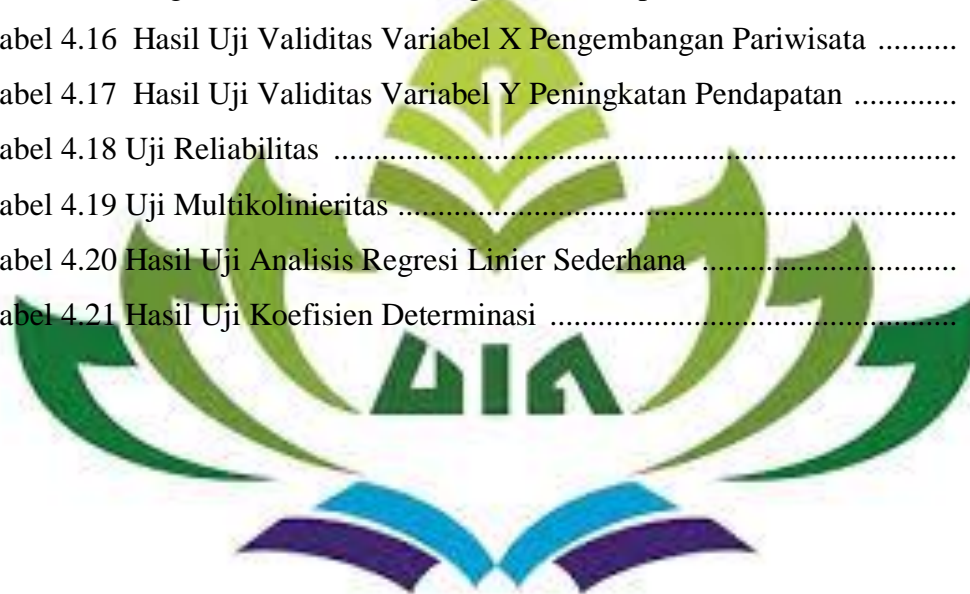 abel 4.16 Hasil Uji Validitas Variabel X Pengembangan Pariwisata ..........
abel 4.17 Hasil Uji Validitas Variabel Y Peningkatan Pendapatan .............
abel 4.18 Uji Reliabilitas ................................................................................
abel 4.19 Uji Multikolinieritas ........................................................................
abel 4.20 Hasil Uji Analisis Regresi Linier Sederhana .................................
abel 4.21 Hasil Uji Koefisien Determinasi ....................................................